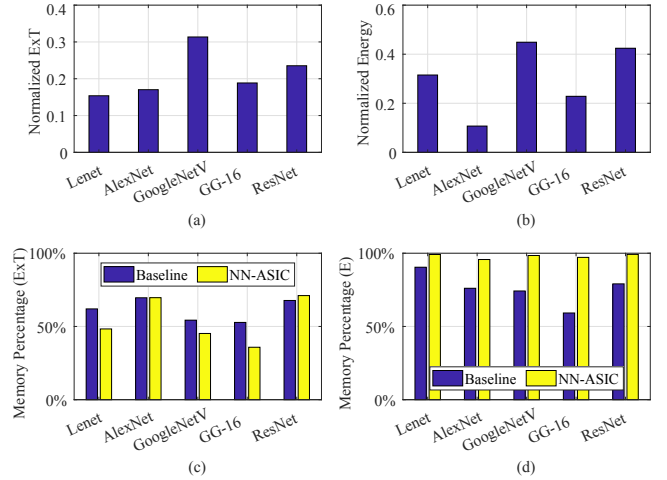 Normalized ExT
0.4
0.3
0.2
0.1
0
Lenet
AlexNet
GoogleNetV
GG-16
ResNet
(a)
Normalized Energy
0.6
0.4
0.2
0
Lenet
AlexNet
GoogleNetV
GG-16
ResNet
(b)
Memory Percentage (ExT)
100%
50%
0%
Baseline
NN-ASIC
Lenet
AlexNet
GoogleNetV
GG-16
ResNet
(c)
Memory Percentage (E)
100%
50%
0%
Baseline
NN-ASIC
Lenet
AlexNet
GoogleNetV
GG-16
ResNet
(d)